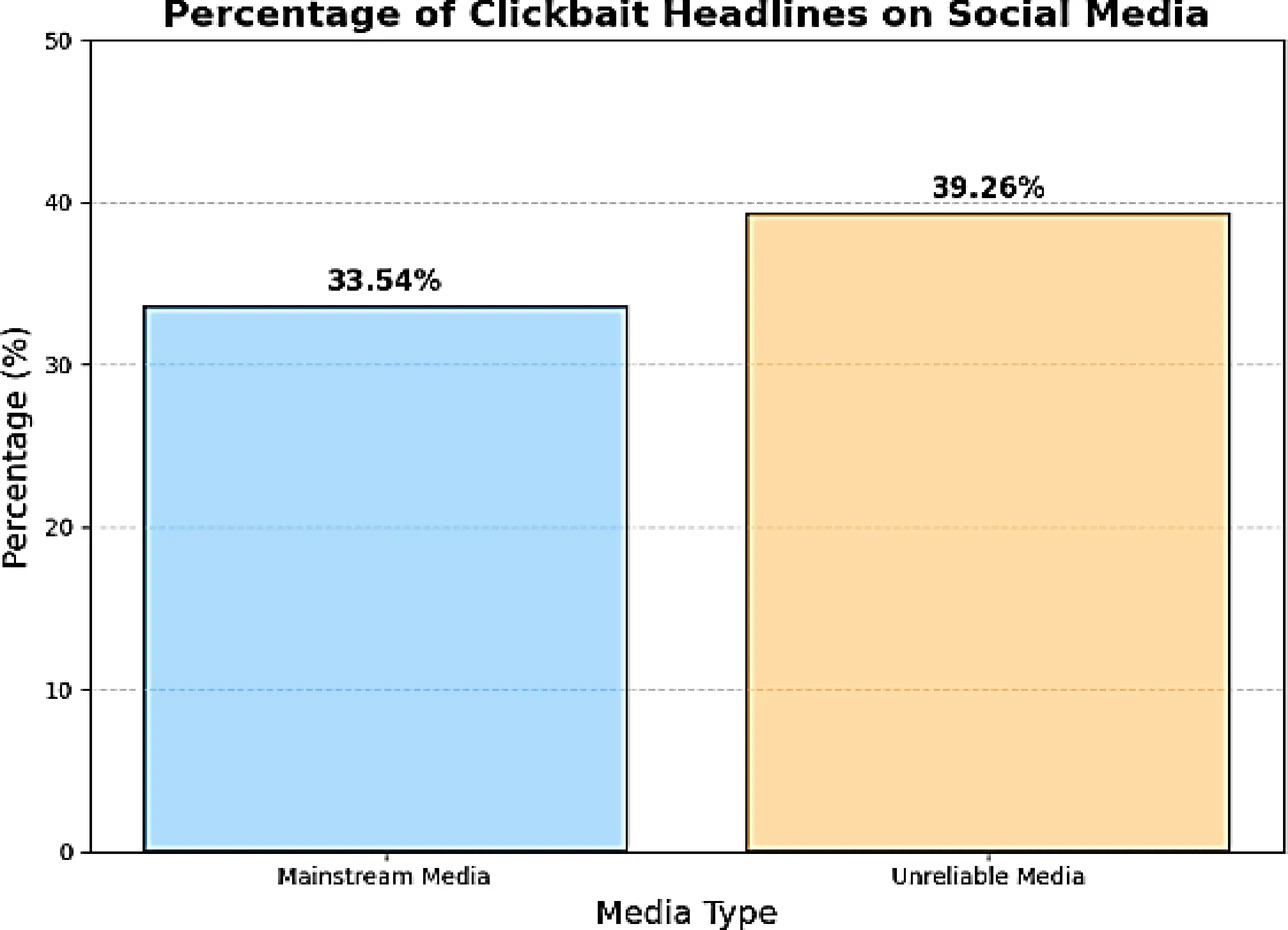 Percentage of Clickbait Headlines on Social Media
50
40
30
20
10
0
Percentage (%)
33.54%
39.26%
Mainstream Media
Unreliable Media
Media Type